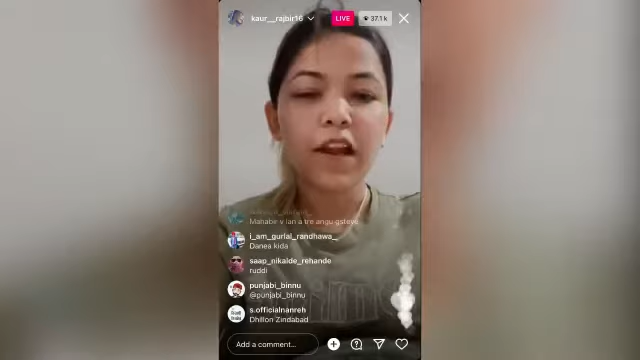 kaur__rajbir16
LIVE
37.1k
Mahabir v lan a tre angu gsteve
i_am_gurlal_randhawa_
Danea kida
saap_nikalde_rehande
ruddi
punjabi_binnu
@punjabi_binnu
s.officialnanreh
Dhillon Zindabad
Add a comment...